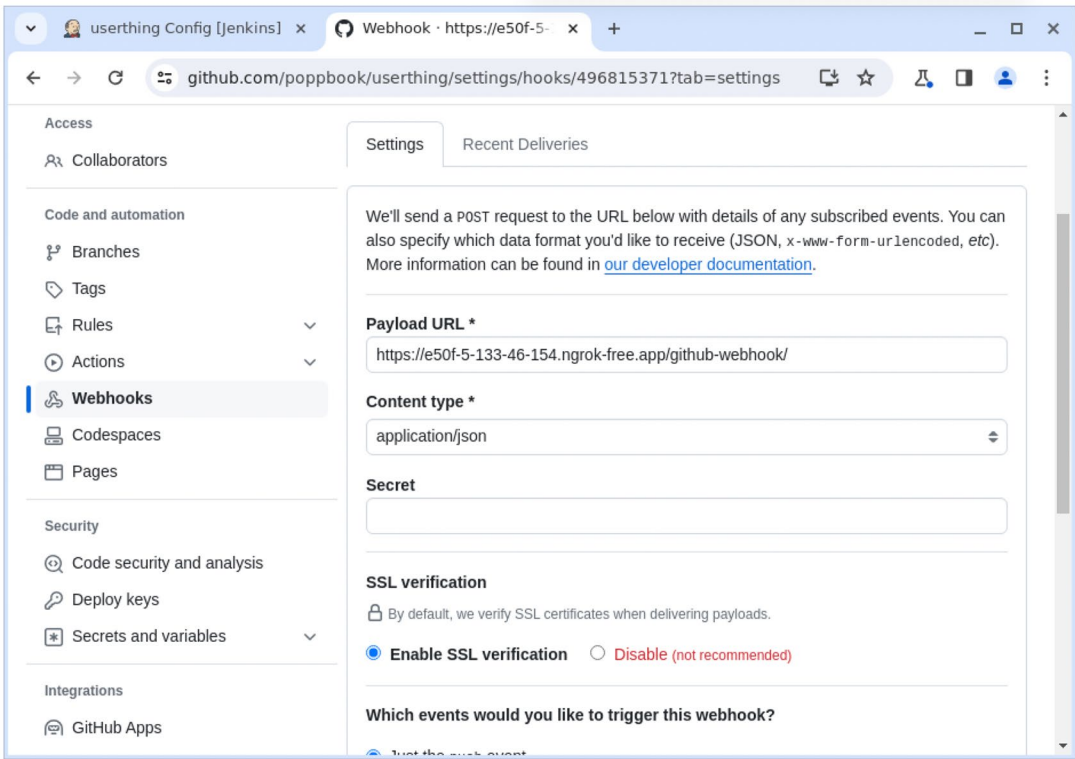 userthing Config [Jenkins]
Webhook · https://e50f-5-
github.com/poppbook/userthing/settings/hooks/496815371?tab=settings
Access
Collaborators
Code and automation
Branches
Tags
Rules
Actions
Webhooks
Codespaces
Pages
Security
Code security and analysis
Deploy keys
Secrets and variables
Integrations
GitHub Apps
Settings
Recent Deliveries
We'll send a POST request to the URL below with details of any subscribed events. You can
also specify which data format you'd like to receive (JSON, x-www-form-urlencoded, etc).
More information can be found in our developer documentation.
Payload URL *
https://e50f-5-133-46-154.ngrok-free.app/github-webhook/
Content type *
application/json
Secret
SSL verification
By default, we verify SSL certificates when delivering payloads.
Enable SSL verification
Disable (not recommended)
Which events would you like to trigger this webhook?
Just the push event